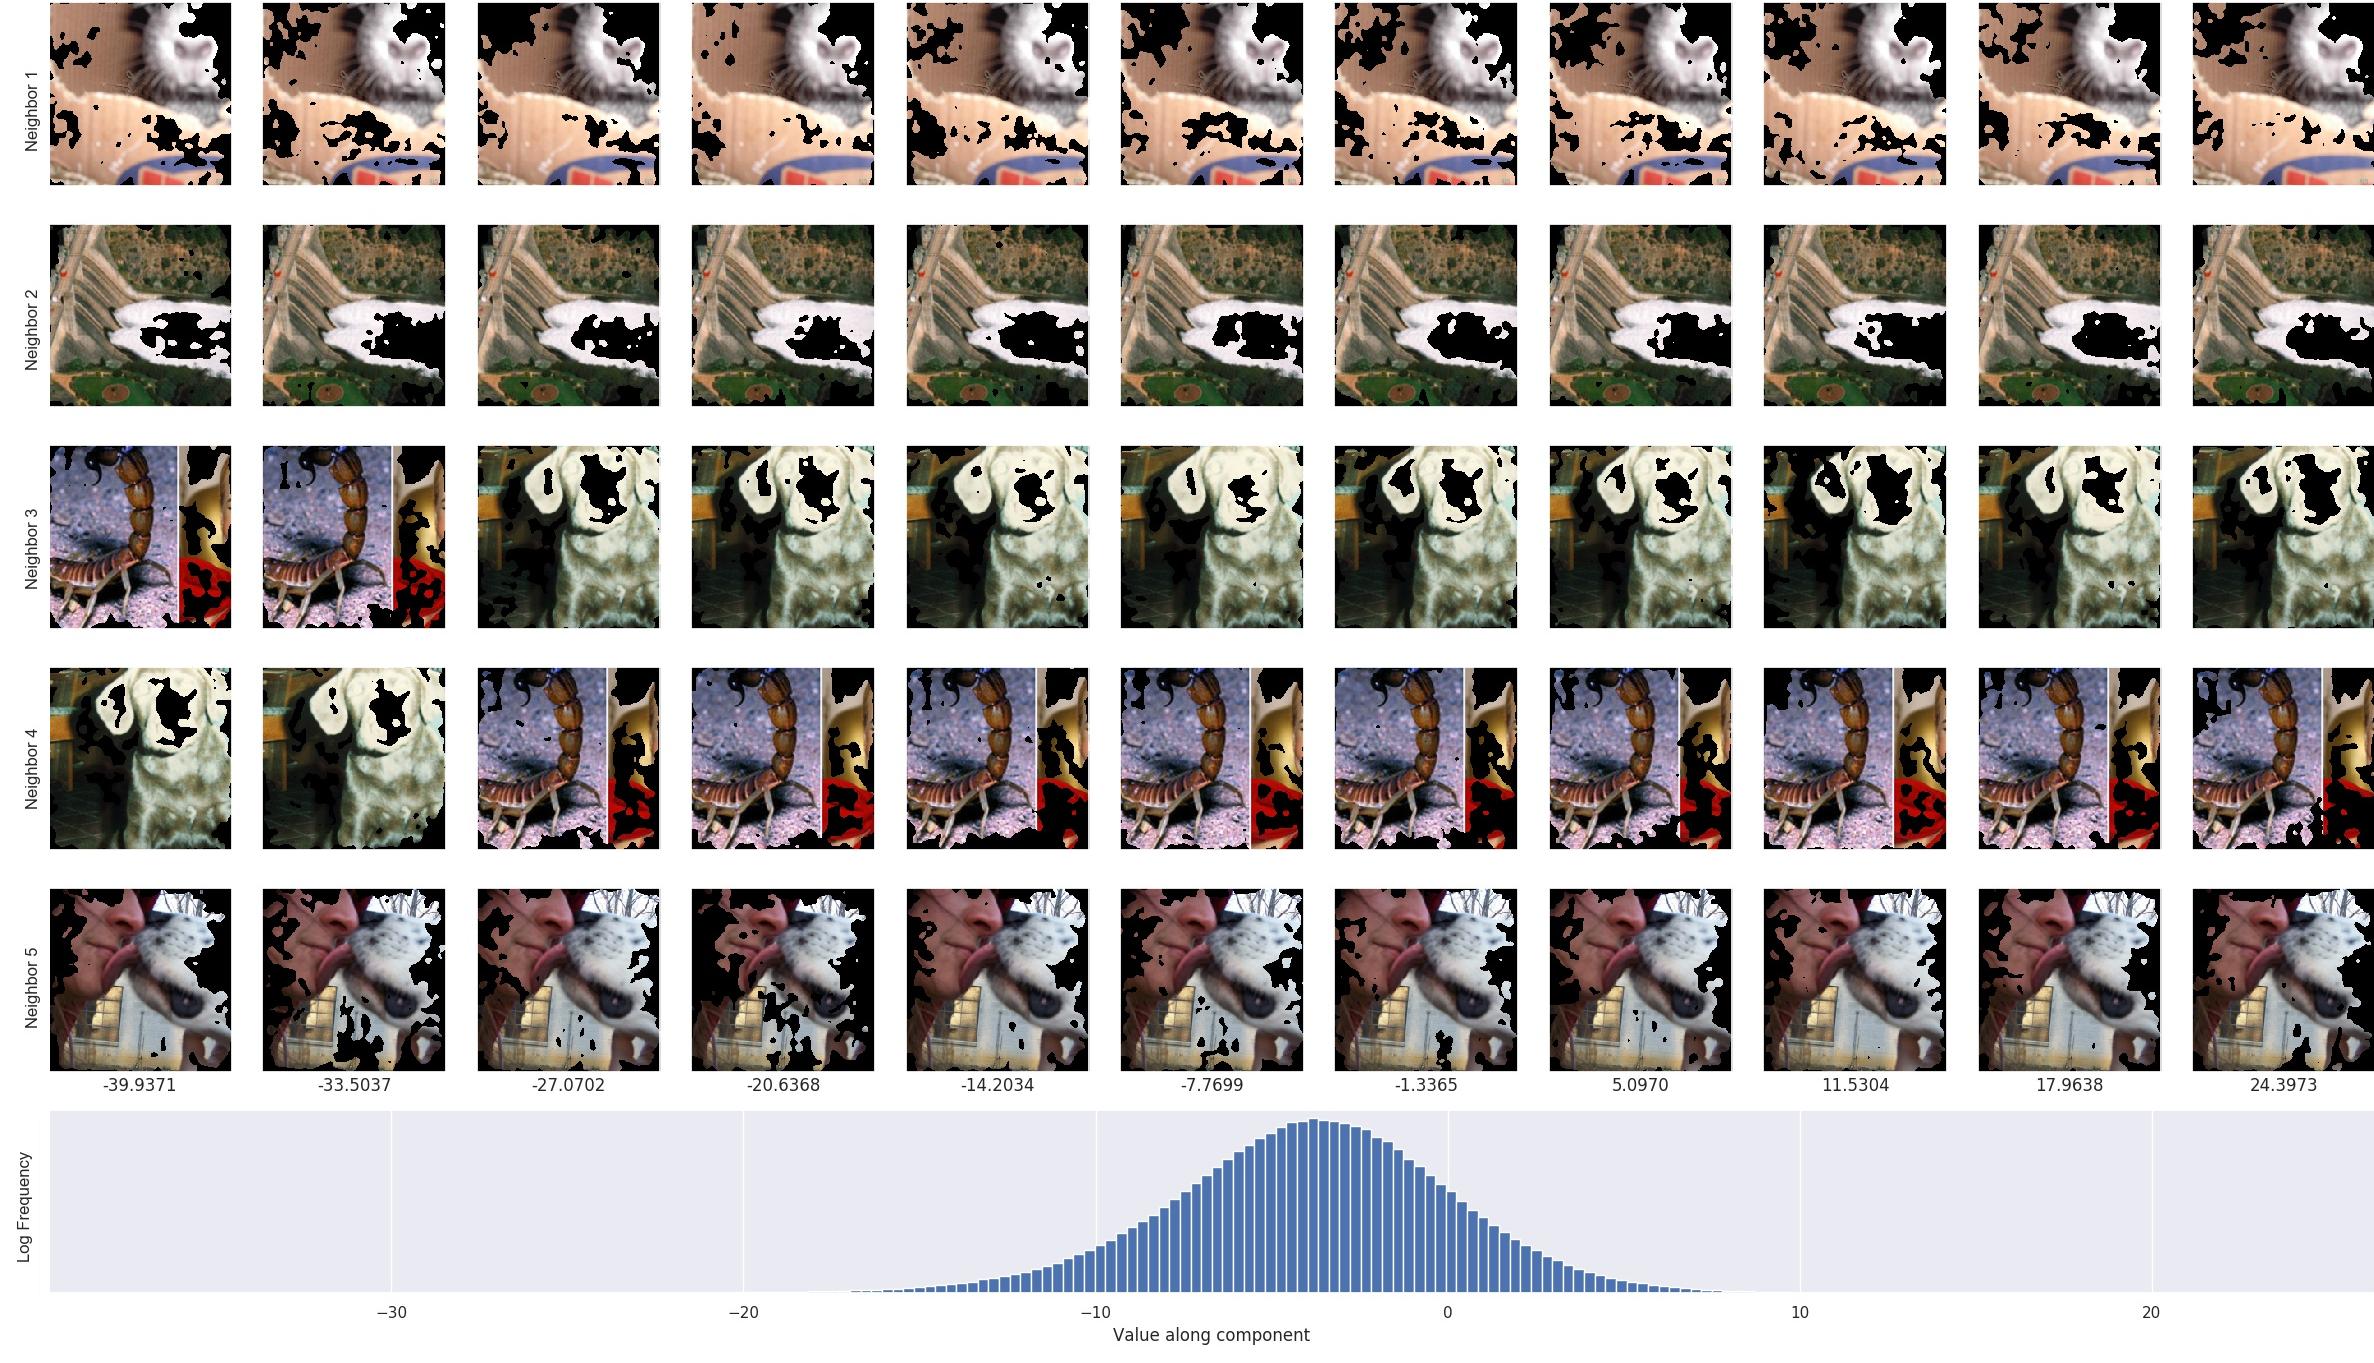 Neighbor 1
Neighbor 2
Neighbor 3
Neighbor 4
Neighbor 5
-39.9371 -33.5037 -27.0702 -20.6368 -14.2034 -7.7699 -1.3365 5.0970 11.5304 17.9638 24.3973
Log Frequency
−30 −20 −10 0 10 20
Value along component